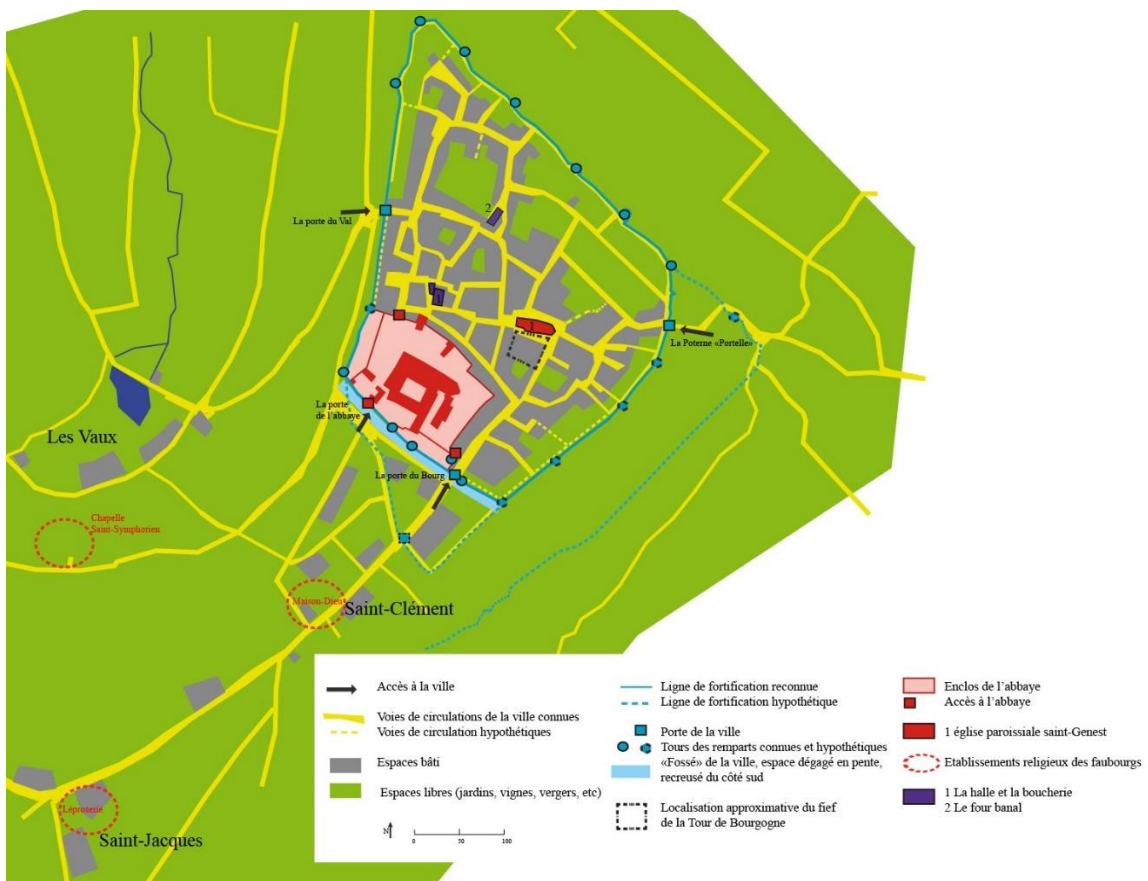 2
La porte du Val
1
1
La Poterne «Portelle»
La porte
de l'abbaye
Les Vaux
La porte du Bourg
Chapelle
Saint-Symphorien
Maison-Dieu
Saint-Clément
Léproserie
Saint-Jacques
Accès à la ville
Voies de circulations de la ville connues
Voies de circulation hypothétiques
Espaces bâti
Espaces libres (jardins, vignes, vergers, etc)
N
0
50
100
Ligne de fortification reconnue
Ligne de fortification hypothétique
Porte de la ville
Tours des remparts connues et hypothétiques
«Fossé» de la ville, espace dégagé en pente,
recreusé du côté sud
Localisation approximative du fief
de la Tour de Bourgogne
Enclos de l'abbaye
Accès à l'abbaye
1 église paroissiale saint-Genest
Etablissements religieux des faubourgs
1 La halle et la boucherie
2 Le four banal